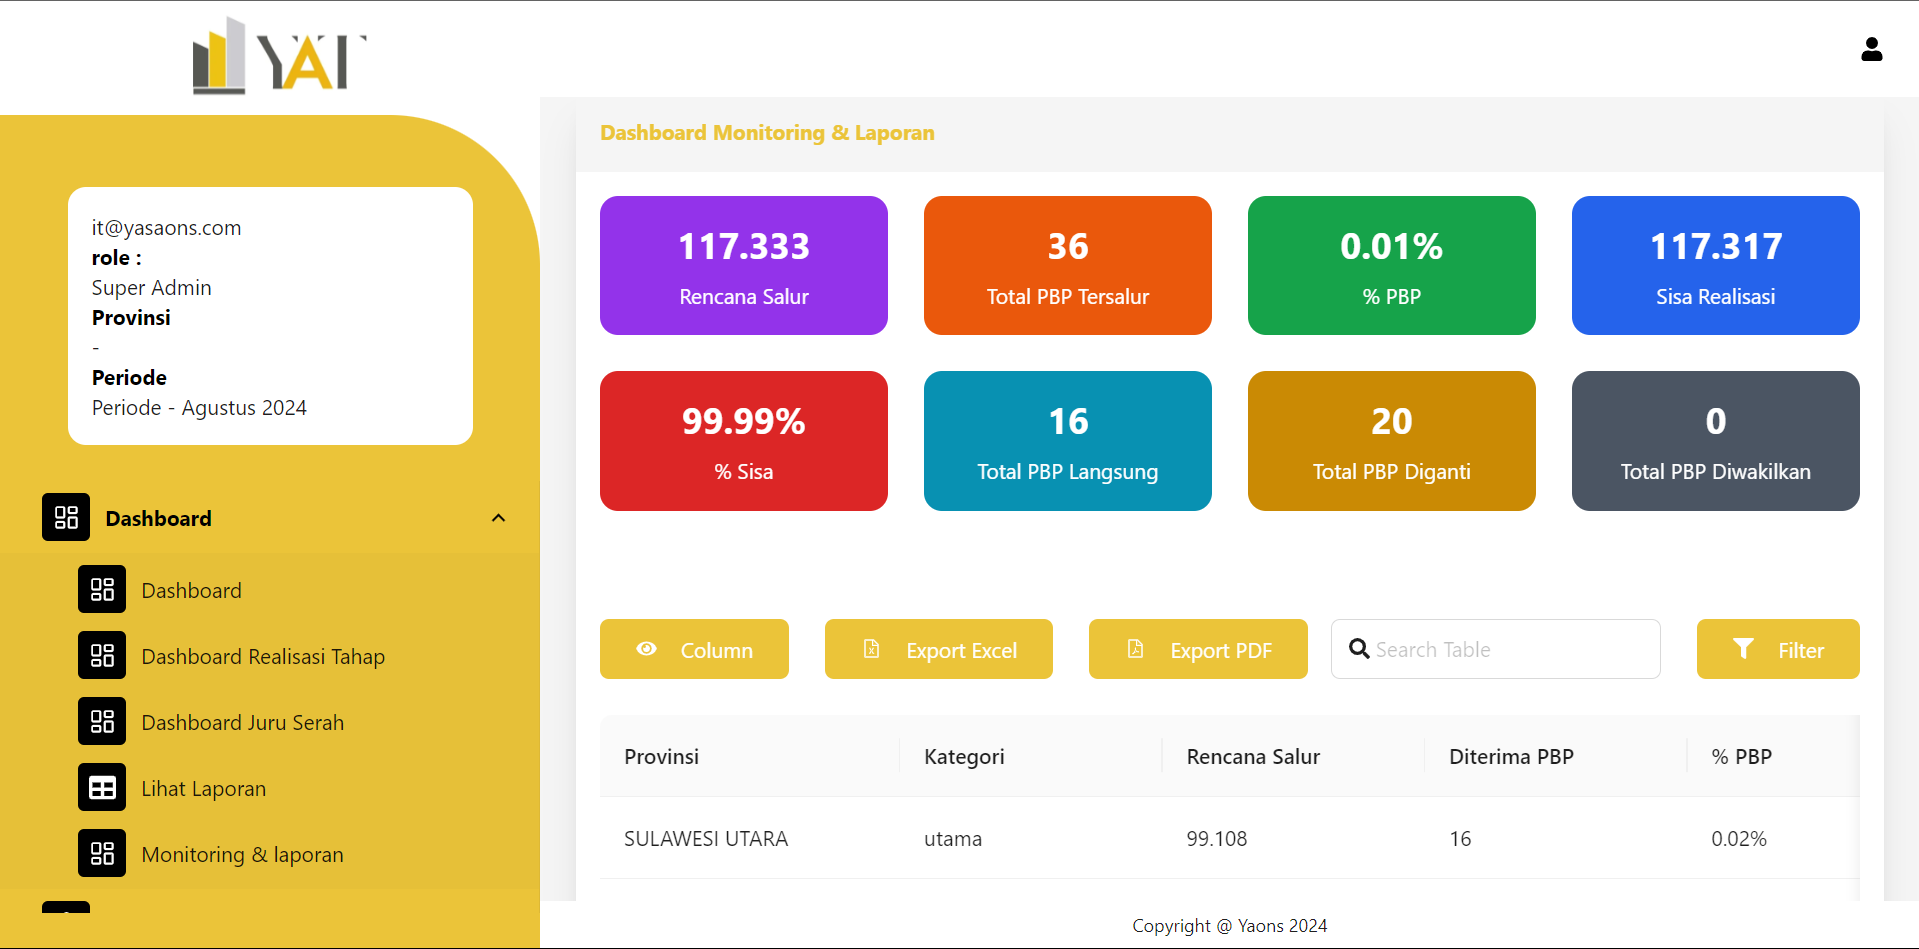 YAT
it@yasaons.com
role :
Super Admin
Provinsi
-
Periode
Periode - Agustus 2024
Dashboard
Dashboard
Dashboard Realisasi Tahap
Dashboard Juru Serah
Lihat Laporan
Monitoring & laporan
Dashboard Monitoring & Laporan
117.333
Rencana Salur
36
Total PBP Tersalur
0.01%
% PBP
117.317
Sisa Realisasi
99.99%
% Sisa
16
Total PBP Langsung
20
Total PBP Diganti
0
Total PBP Diwakilkan
Column
Export Excel
Export PDF
Search Table
Filter
Provinsi Kategori Rencana Salur Diterima PBP % PBP
SULAWESI UTARA utama 99.108 16 0.02%
Copyright @ Yaons 2024